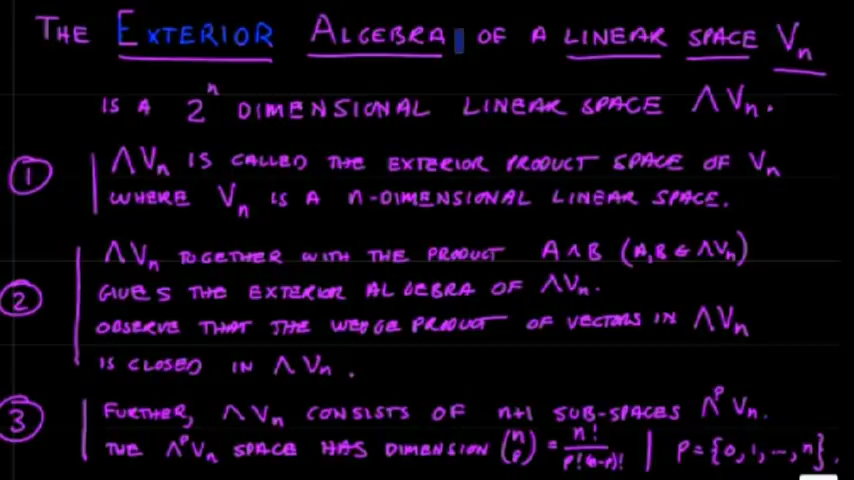 THE EXTERIOR ALGEBRA OF A LINEAR SPACE Vₙ
IS A 2ⁿ DIMENSIONAL LINEAR SPACE ΛVₙ.
① ΛVₙ IS CALLED THE EXTERIOR PRODUCT SPACE OF Vₙ
WHERE Vₙ IS A n-DIMENSIONAL LINEAR SPACE.
② ΛVₙ TOGETHER WITH THE PRODUCT A∧B (A,B ∈ ΛVₙ)
GIVES THE EXTERIOR ALGEBRA OF ΛVₙ.
OBSERVE THAT THE WEDGE PRODUCT OF VECTORS IN ΛVₙ
IS CLOSED IN ΛVₙ.
③ FURTHER, ΛVₙ CONSISTS OF n+1 SUB-SPACES ΛᵖVₙ.
THE ΛᵖVₙ SPACE HAS DIMENSION (n p) = n!/p!(n-p)! | p = {0, 1, ..., n}.